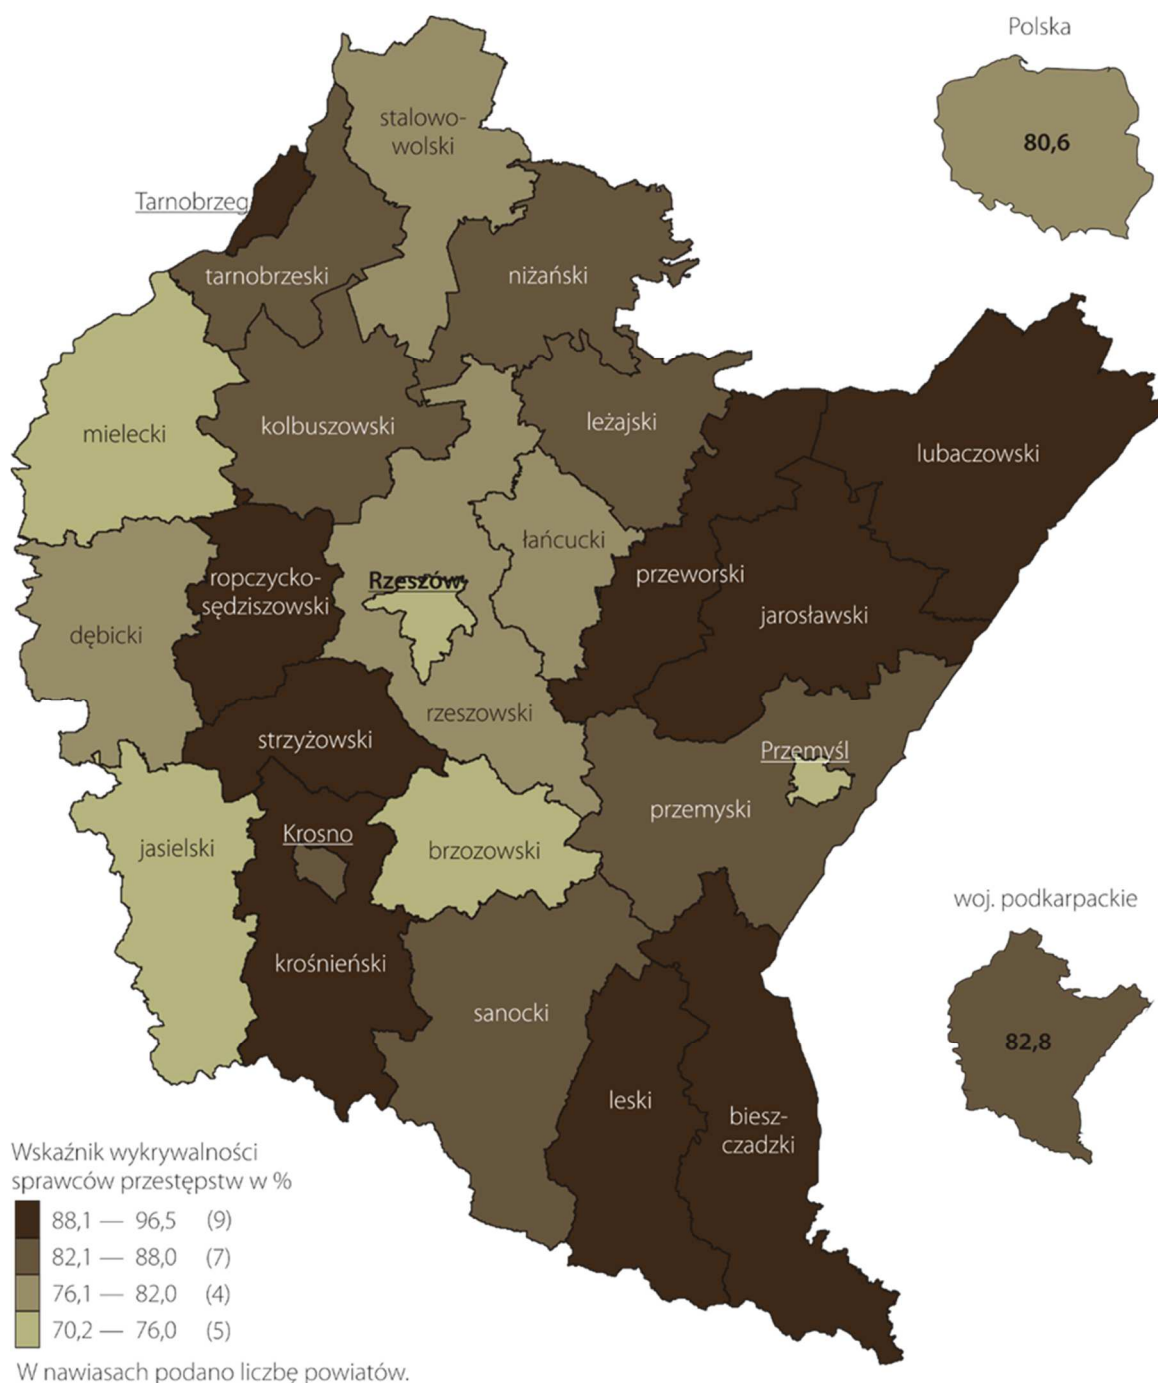 Polska
80,6
stalowo-
wolski
Tarnobrzeg
tarnobrzeski
niżański
mielecki
kolbuszowski
leżajski
lubaczowski
łańcucki
ropczycko-
sędziszowski
Rzeszów
przeworski
jarosławski
dębicki
rzeszowski
strzyżowski
Przemyśl
przemyski
jasielski
Krosno
brzozowski
woj. podkarpackie
82,8
krośnieński
sanocki
leski
biesz-
czadzki
Wskaźnik wykrywalności
sprawców przestępstw w %
88,1 — 96,5 (9)
82,1 — 88,0 (7)
76,1 — 82,0 (4)
70,2 — 76,0 (5)
W nawiasach podano liczbę powiatów.